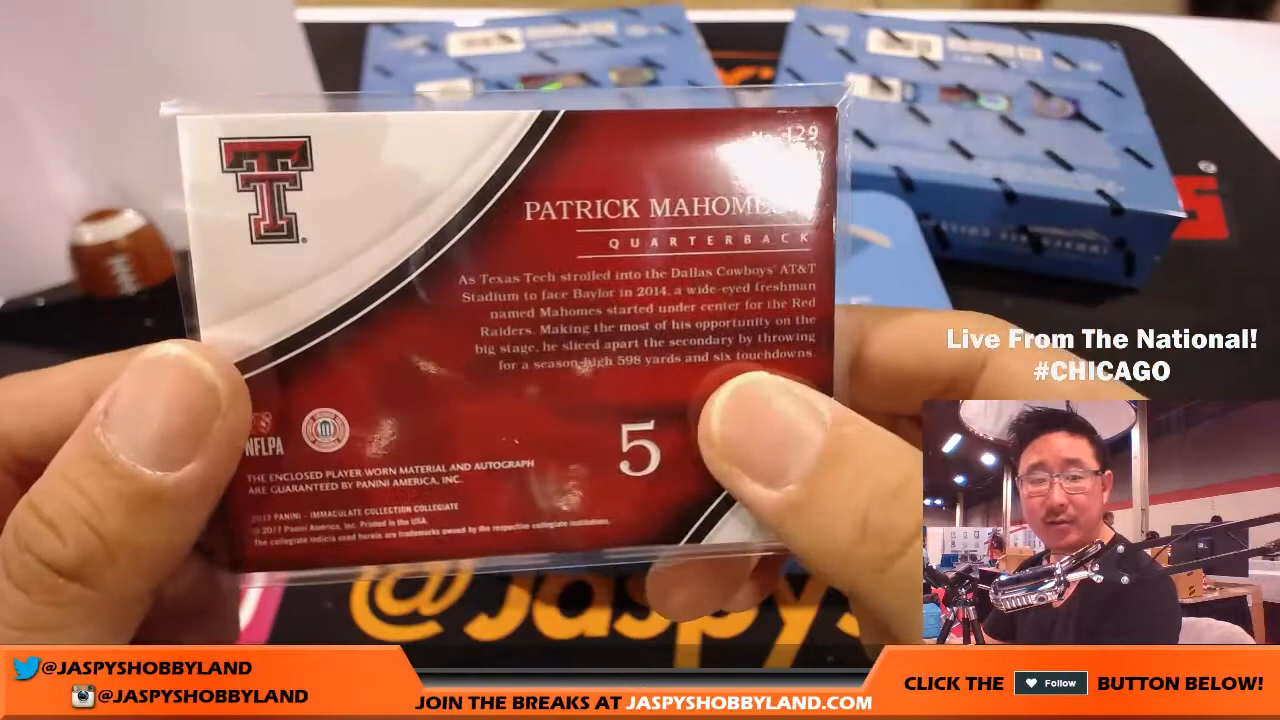 No. 129
PATRICK MAHOMES
QUARTERBACK
As Texas Tech strolled into the Dallas Cowboys' AT&T
Stadium to face Baylor in 2014, a wide-eyed freshman
named Mahomes started under center for the Red
Raiders. Making the most of his opportunity on the
big stage, he sliced apart the secondary by throwing
for a season-high 598 yards and six touchdowns.
5
NFLPA
THE ENCLOSED PLAYER-WORN MATERIAL AND AUTOGRAPH
ARE GUARANTEED BY PANINI AMERICA, INC.
2017 PANINI - IMMACULATE COLLECTION COLLEGIATE
© 2017 Panini America, Inc. Printed in the USA.
The collegiate indicia used herein are trademarks owned by the respective collegiate institutions.
@Jaspys
Live From The National!
#CHICAGO
@JASPYSHOBBYLAND
@JASPYSHOBBYLAND
JOIN THE BREAKS AT JASPYSHOBBYLAND.COM
CLICK THE Follow BUTTON BELOW!